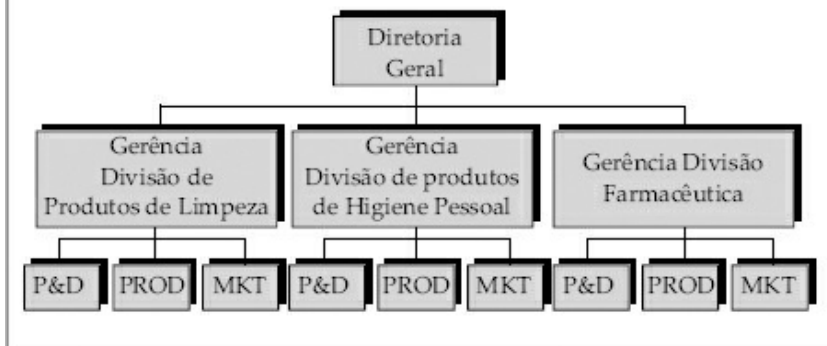 Diretoria
Geral
Gerência
Divisão de
Produtos de Limpeza
Gerência
Divisão de produtos
de Higiene Pessoal
Gerência Divisão
Farmacêutica
P&D
PROD
MKT
P&D
PROD
MKT
P&D
PROD
MKT